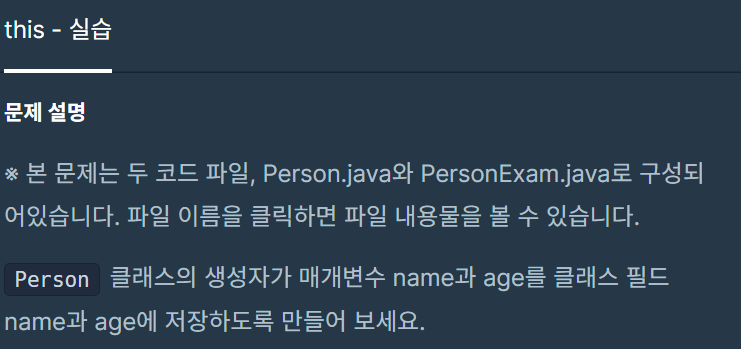 this - 실습
문제 설명
※ 본 문제는 두 코드 파일, Person.java와 PersonExam.java로 구성되
어있습니다. 파일 이름을 클릭하면 파일 내용물을 볼 수 있습니다.
Person 클래스의 생성자가 매개변수 name과 age를 클래스 필드
name과 age에 저장하도록 만들어 보세요.